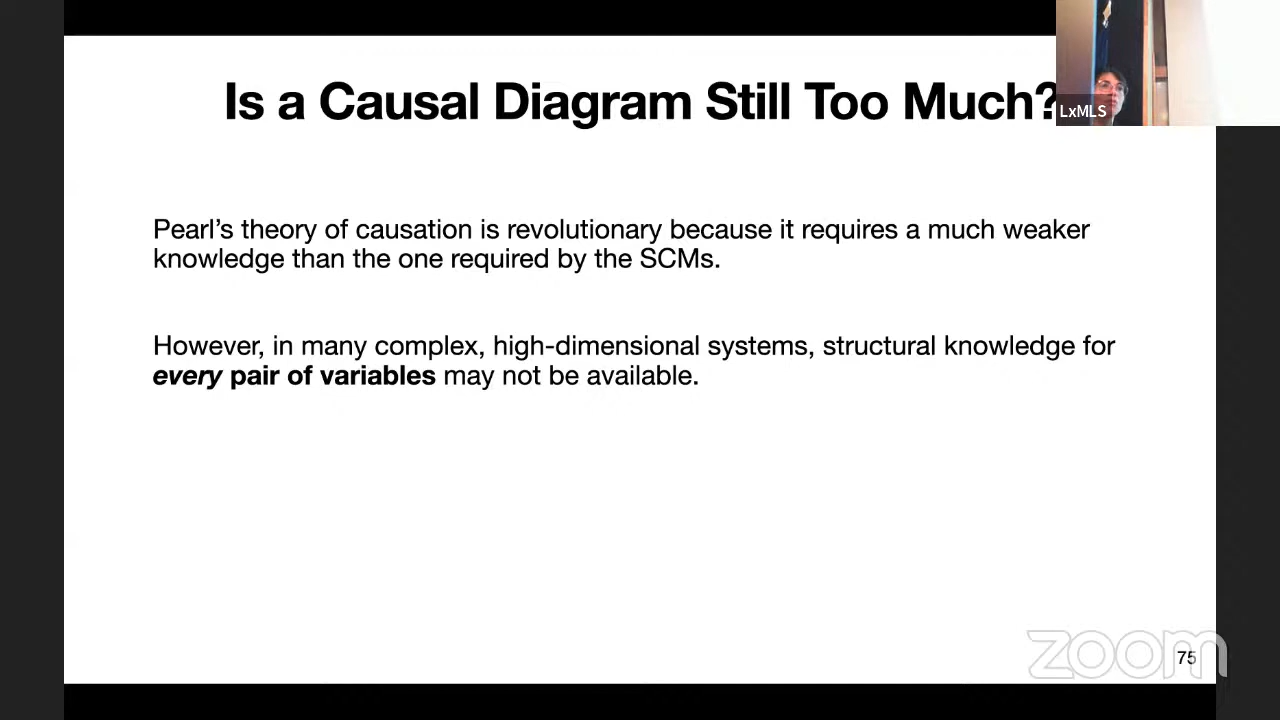 Is a Causal Diagram Still Too Much?
LxMLS
Pearl's theory of causation is revolutionary because it requires a much weaker
knowledge than the one required by the SCMs.
However, in many complex, high-dimensional systems, structural knowledge for
every pair of variables may not be available.
zoom
75